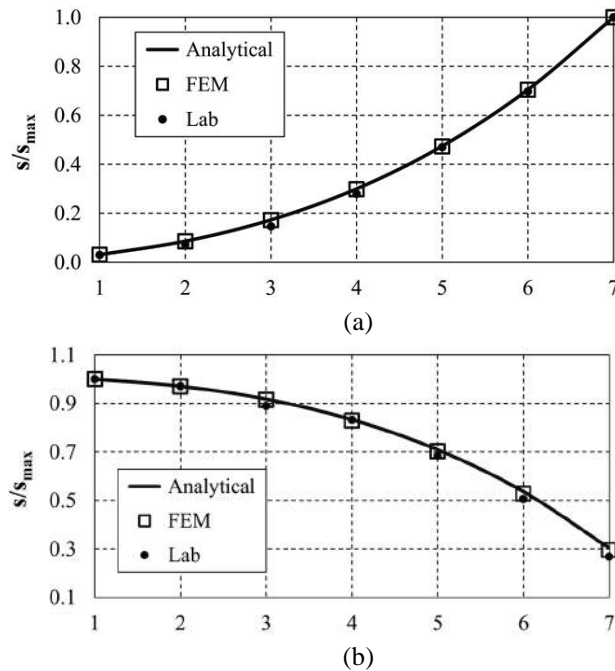 1.0
0.8
0.6
0.4
0.2
0.0
s/smax
Analytical
FEM
Lab
1 2 3 4 5 6 7
(a)
1.1
0.9
0.7
0.5
0.3
0.1
s/smax
Analytical
FEM
Lab
1 2 3 4 5 6 7
(b)